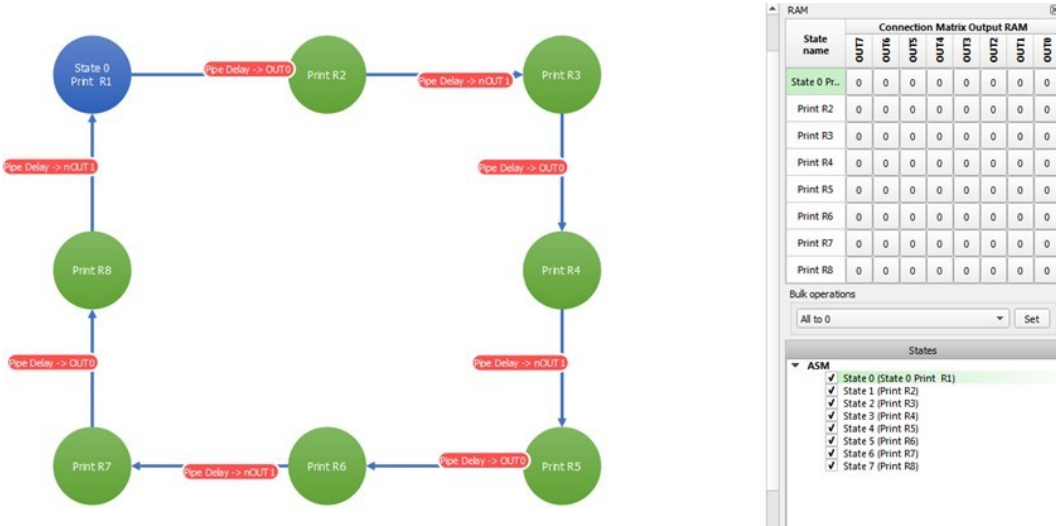 State 0
Print R1
Pipe Delay -> OUT0
Print R2
Pipe Delay -> nOUT1
Print R3
Pipe Delay -> nOUT1
Pipe Delay -> OUT0
Print R8
Print R4
Pipe Delay -> OUT0
Pipe Delay -> nOUT1
Print R7
Pipe Delay -> nOUT1
Print R6
Pipe Delay -> OUT0
Print R5
RAM
State name
Connection Matrix Output RAM
OUT7 OUT6 OUT5 OUT4 OUT3 OUT2 OUT1 OUT0
State 0 Pr... 0 0 0 0 0 0 0 0
Print R2 0 0 0 0 0 0 0 0
Print R3 0 0 0 0 0 0 0 0
Print R4 0 0 0 0 0 0 0 0
Print R5 0 0 0 0 0 0 0 0
Print R6 0 0 0 0 0 0 0 0
Print R7 0 0 0 0 0 0 0 0
Print R8 0 0 0 0 0 0 0 0
Bulk operations
All to 0
Set
States
ASM
State 0 (State 0 Print R1)
State 1 (Print R2)
State 2 (Print R3)
State 3 (Print R4)
State 4 (Print R5)
State 5 (Print R6)
State 6 (Print R7)
State 7 (Print R8)